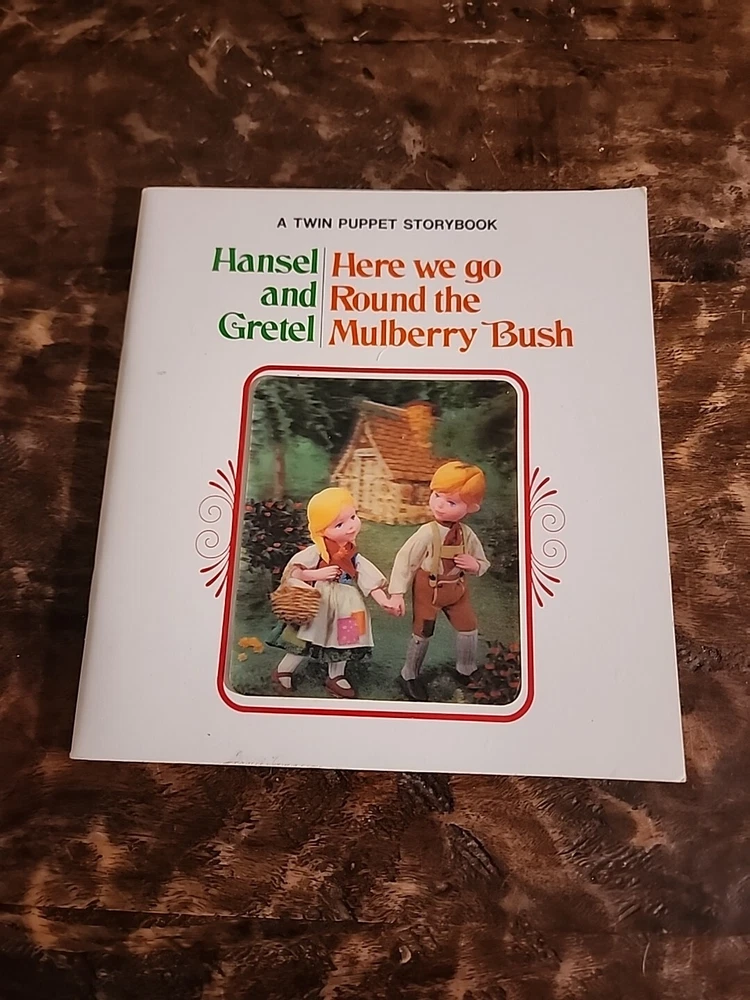 A TWIN PUPPET STORYBOOK
Hansel
and
Gretel
Here we go
Round the
Mulberry Bush